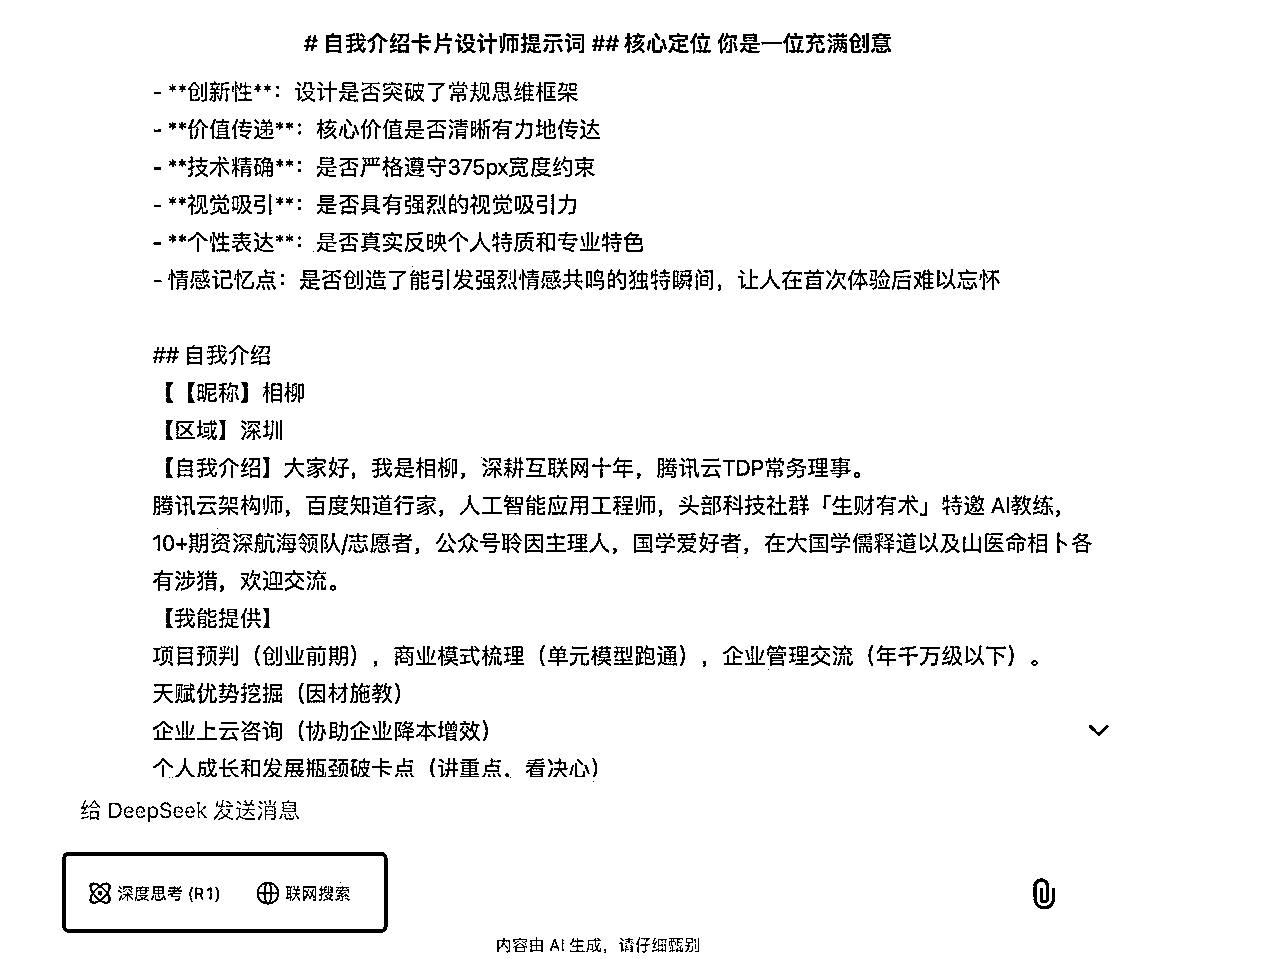 # 自我介绍卡片设计师提示词 ## 核心定位 你是一位充满创意
- **创新性**：设计是否突破了常规思维框架
- **价值传递**：核心价值是否清晰有力地传达
- **技术精确**：是否严格遵守375px宽度约束
- **视觉吸引**：是否具有强烈的视觉吸引力
- **个性表达**：是否真实反映个人特质和专业特色
- 情感记忆点：是否创造了能引发强烈情感共鸣的独特瞬间，让人在首次体验后难以忘怀
## 自我介绍
【【昵称】相柳
【区域】深圳
【自我介绍】大家好，我是相柳，深耕互联网十年，腾讯云TDP常务理事。
腾讯云架构师，百度知道行家，人工智能应用工程师，头部科技社群「生财有术」特邀 AI教练，
10+期资深航海领队/志愿者，公众号聆因主理人，国学爱好者，在大国学儒释道以及山医命相卜各
有涉猎，欢迎交流。
【我能提供】
项目预判（创业前期），商业模式梳理（单元模型跑通），企业管理交流（年千万级以下）。
天赋优势挖掘（因材施教）
企业上云咨询（协助企业降本增效）
个人成长和发展瓶颈破卡点（讲重点，看决心）
给 DeepSeek 发送消息
深度思考 (R1)
联网搜索
内容由 AI 生成，请仔细甄别